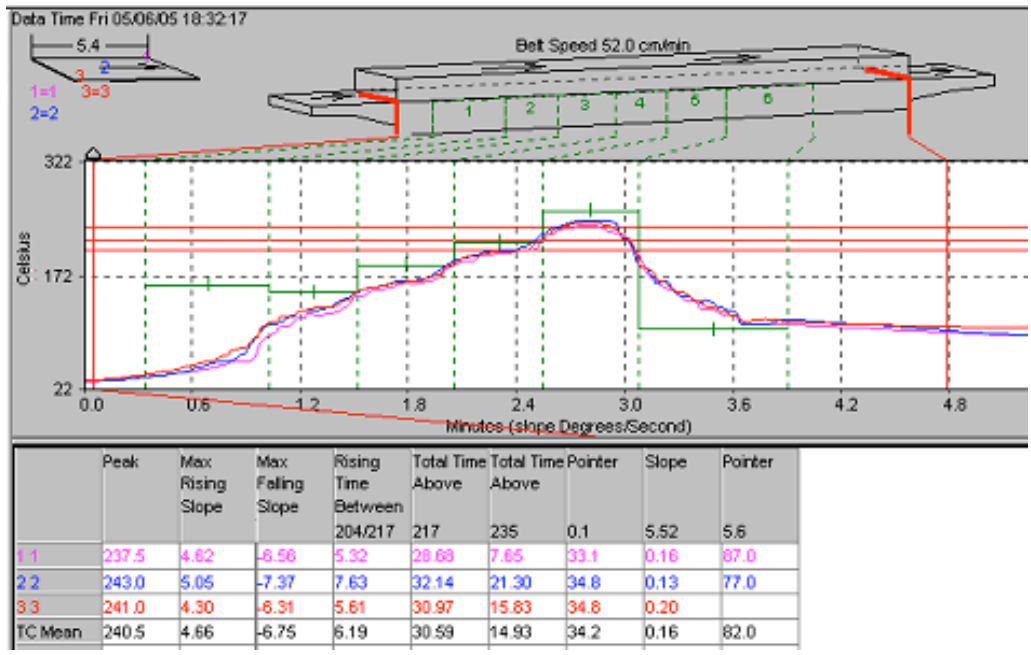 Data Time Fri 05/06/05 18:32:17
5.4
Belt Speed 52.0 cm/min
1
2
3
1=1 3=3
2=2
1 2 3 4 5 6
322
Celsius
172
22
0.0 0.6 1.2 1.8 2.4 3.0 3.6 4.2 4.8
Minutes (slope Degrees/Second)
Peak Max Rising Slope Max Falling Slope Rising Time Between 204/217 Total Time Above 217 Total Time Above 235 Pointer 0.1 Slope 5.52 Pointer 5.6
1 1 237.5 4.62 -6.56 5.32 28.68 7.65 33.1 0.16 87.0
2 2 243.0 5.05 -7.37 7.63 32.14 21.30 34.8 0.13 77.0
3 3 241.0 4.30 -6.31 5.61 30.97 15.83 34.8 0.20
TC Mean 240.5 4.66 -6.75 6.19 30.59 14.93 34.2 0.16 82.0